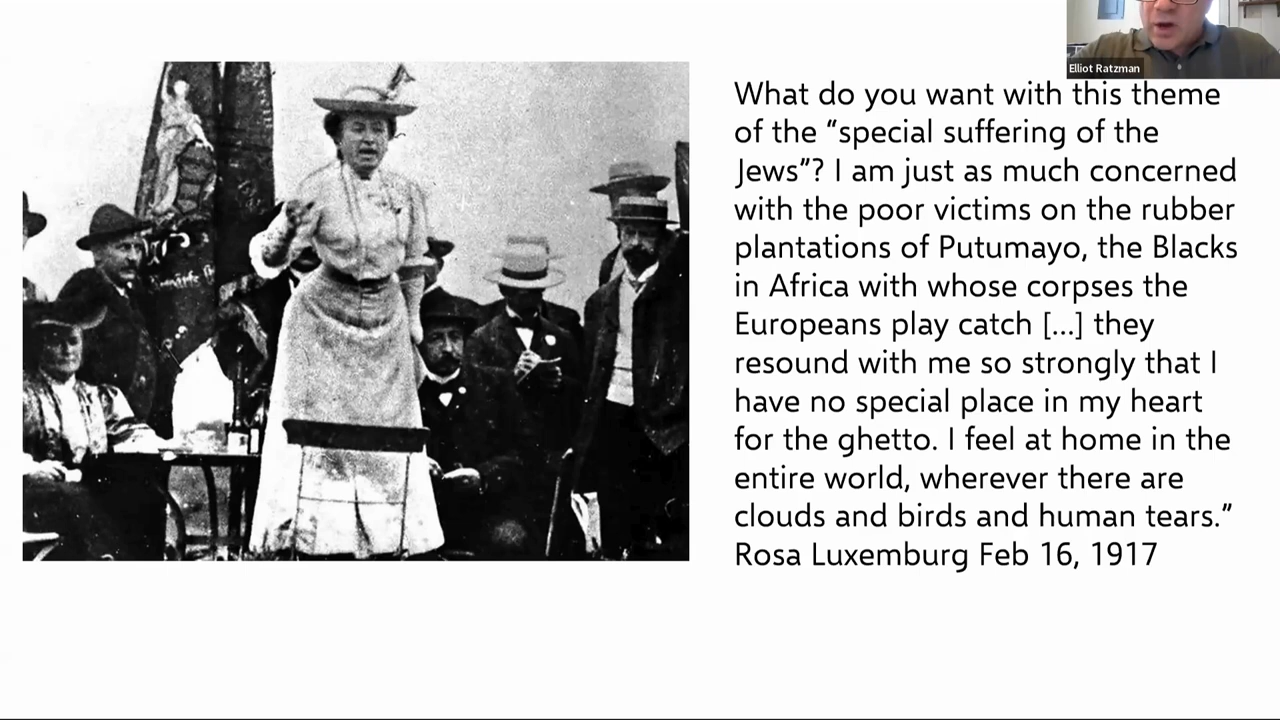 Elliot Ratzman
What do you want with this theme
of the “special suffering of the
Jews”? I am just as much concerned
with the poor victims on the rubber
plantations of Putumayo, the Blacks
in Africa with whose corpses the
Europeans play catch [...] they
resound with me so strongly that I
have no special place in my heart
for the ghetto. I feel at home in the
entire world, wherever there are
clouds and birds and human tears.”
Rosa Luxemburg Feb 16, 1917